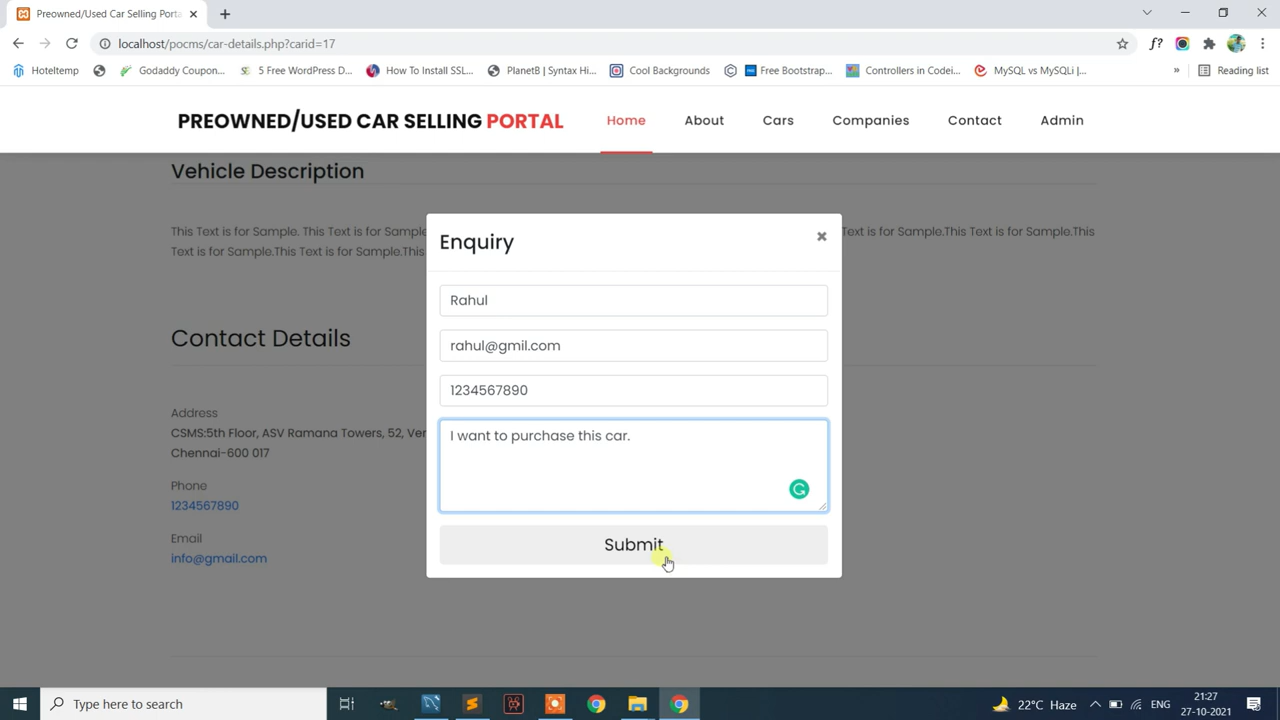 Preowned/Used Car Selling Porta
localhost/pocms/car-details.php?carid=17
Hoteltemp
Godaddy Coupon...
5 Free WordPress D...
How To Install SSL...
PlanetB | Syntax Hi...
Cool Backgrounds
Free Bootstrap...
Controllers in Codei...
MySQL vs MySQLi |...
»
Reading list
PREOWNED/USED CAR SELLING PORTAL
Home
About
Cars
Companies
Contact
Admin
Vehicle Description
This Text is for Sample. This Text is for Sample
Text is for Sample.This Text is for Sample.This
Text is for Sample.This Text is for Sample.This
Enquiry
Rahul
rahul@gmil.com
1234567890
I want to purchase this car.
Submit
Contact Details
Address
CSMS:5th Floor, ASV Ramana Towers, 52, Ven
Chennai-600 017
Phone
1234567890
Email
info@gmail.com
Type here to search
22°C Haze
ENG
21:27
27-10-2021